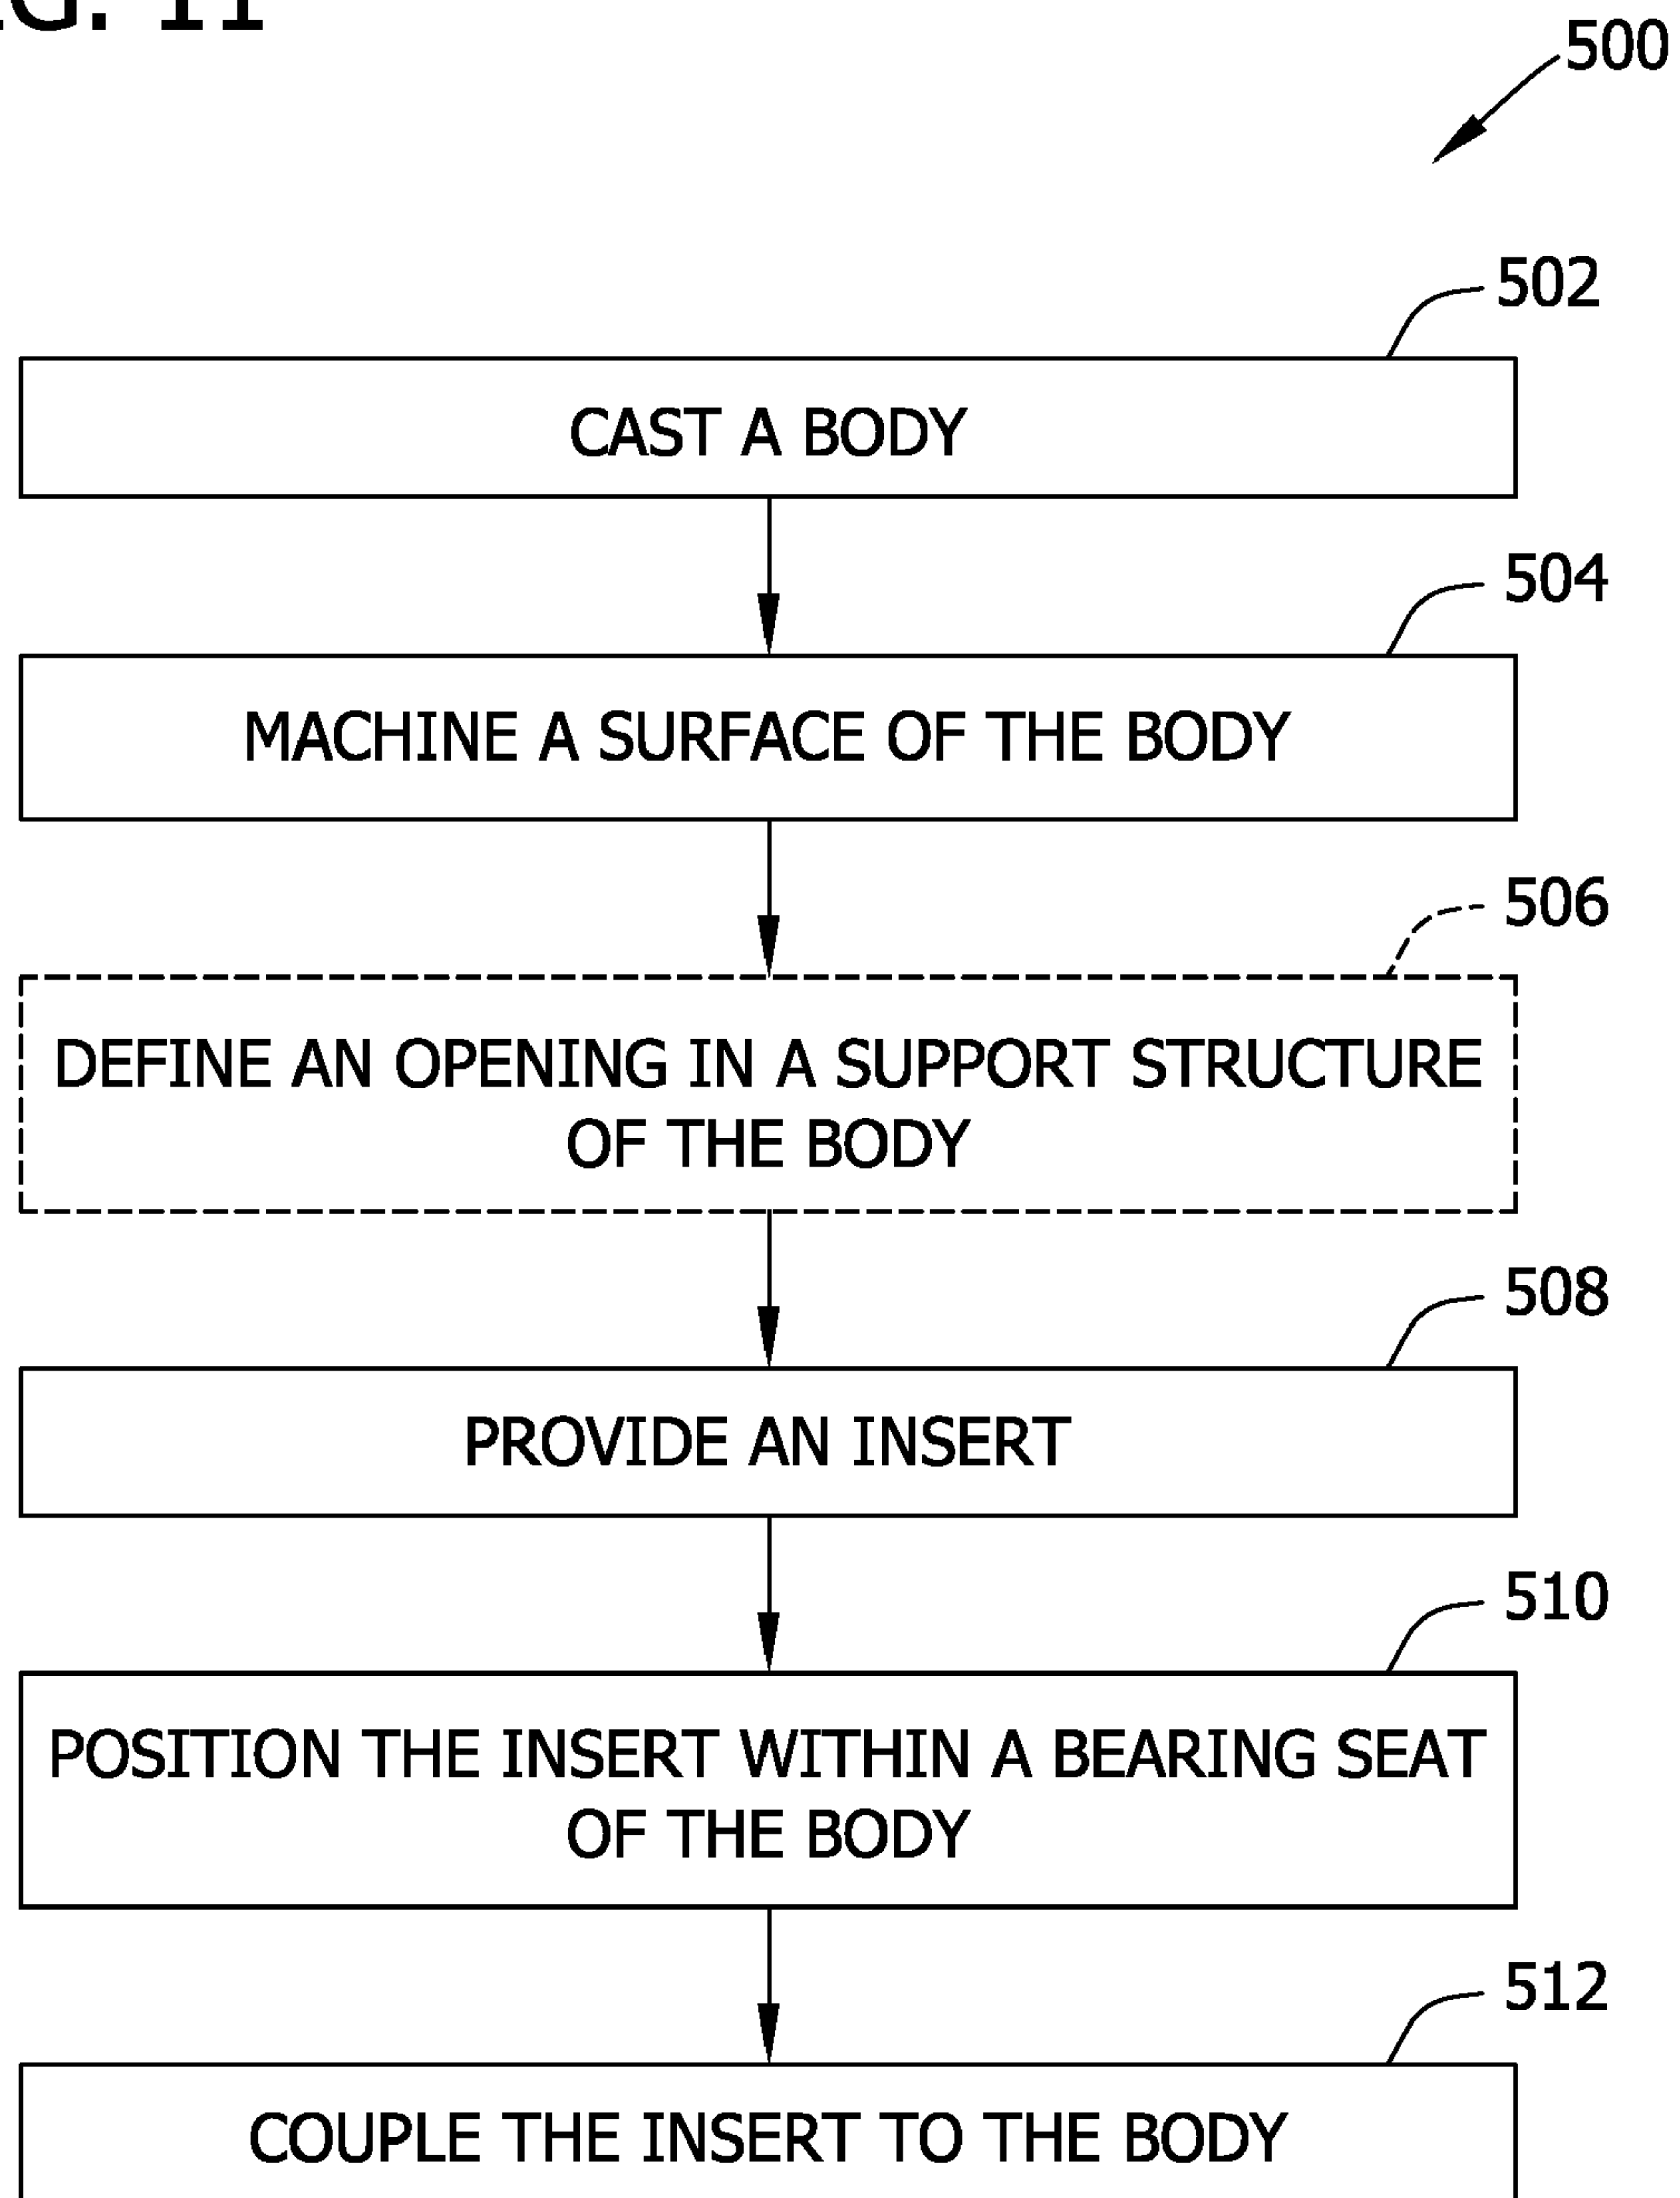 G. 11
500
502
CAST A BODY
504
MACHINE A SURFACE OF THE BODY
506
DEFINE AN OPENING IN A SUPPORT STRUCTURE
OF THE BODY
508
PROVIDE AN INSERT
510
POSITION THE INSERT WITHIN A BEARING SEAT
OF THE BODY
512
COUPLE THE INSERT TO THE BODY